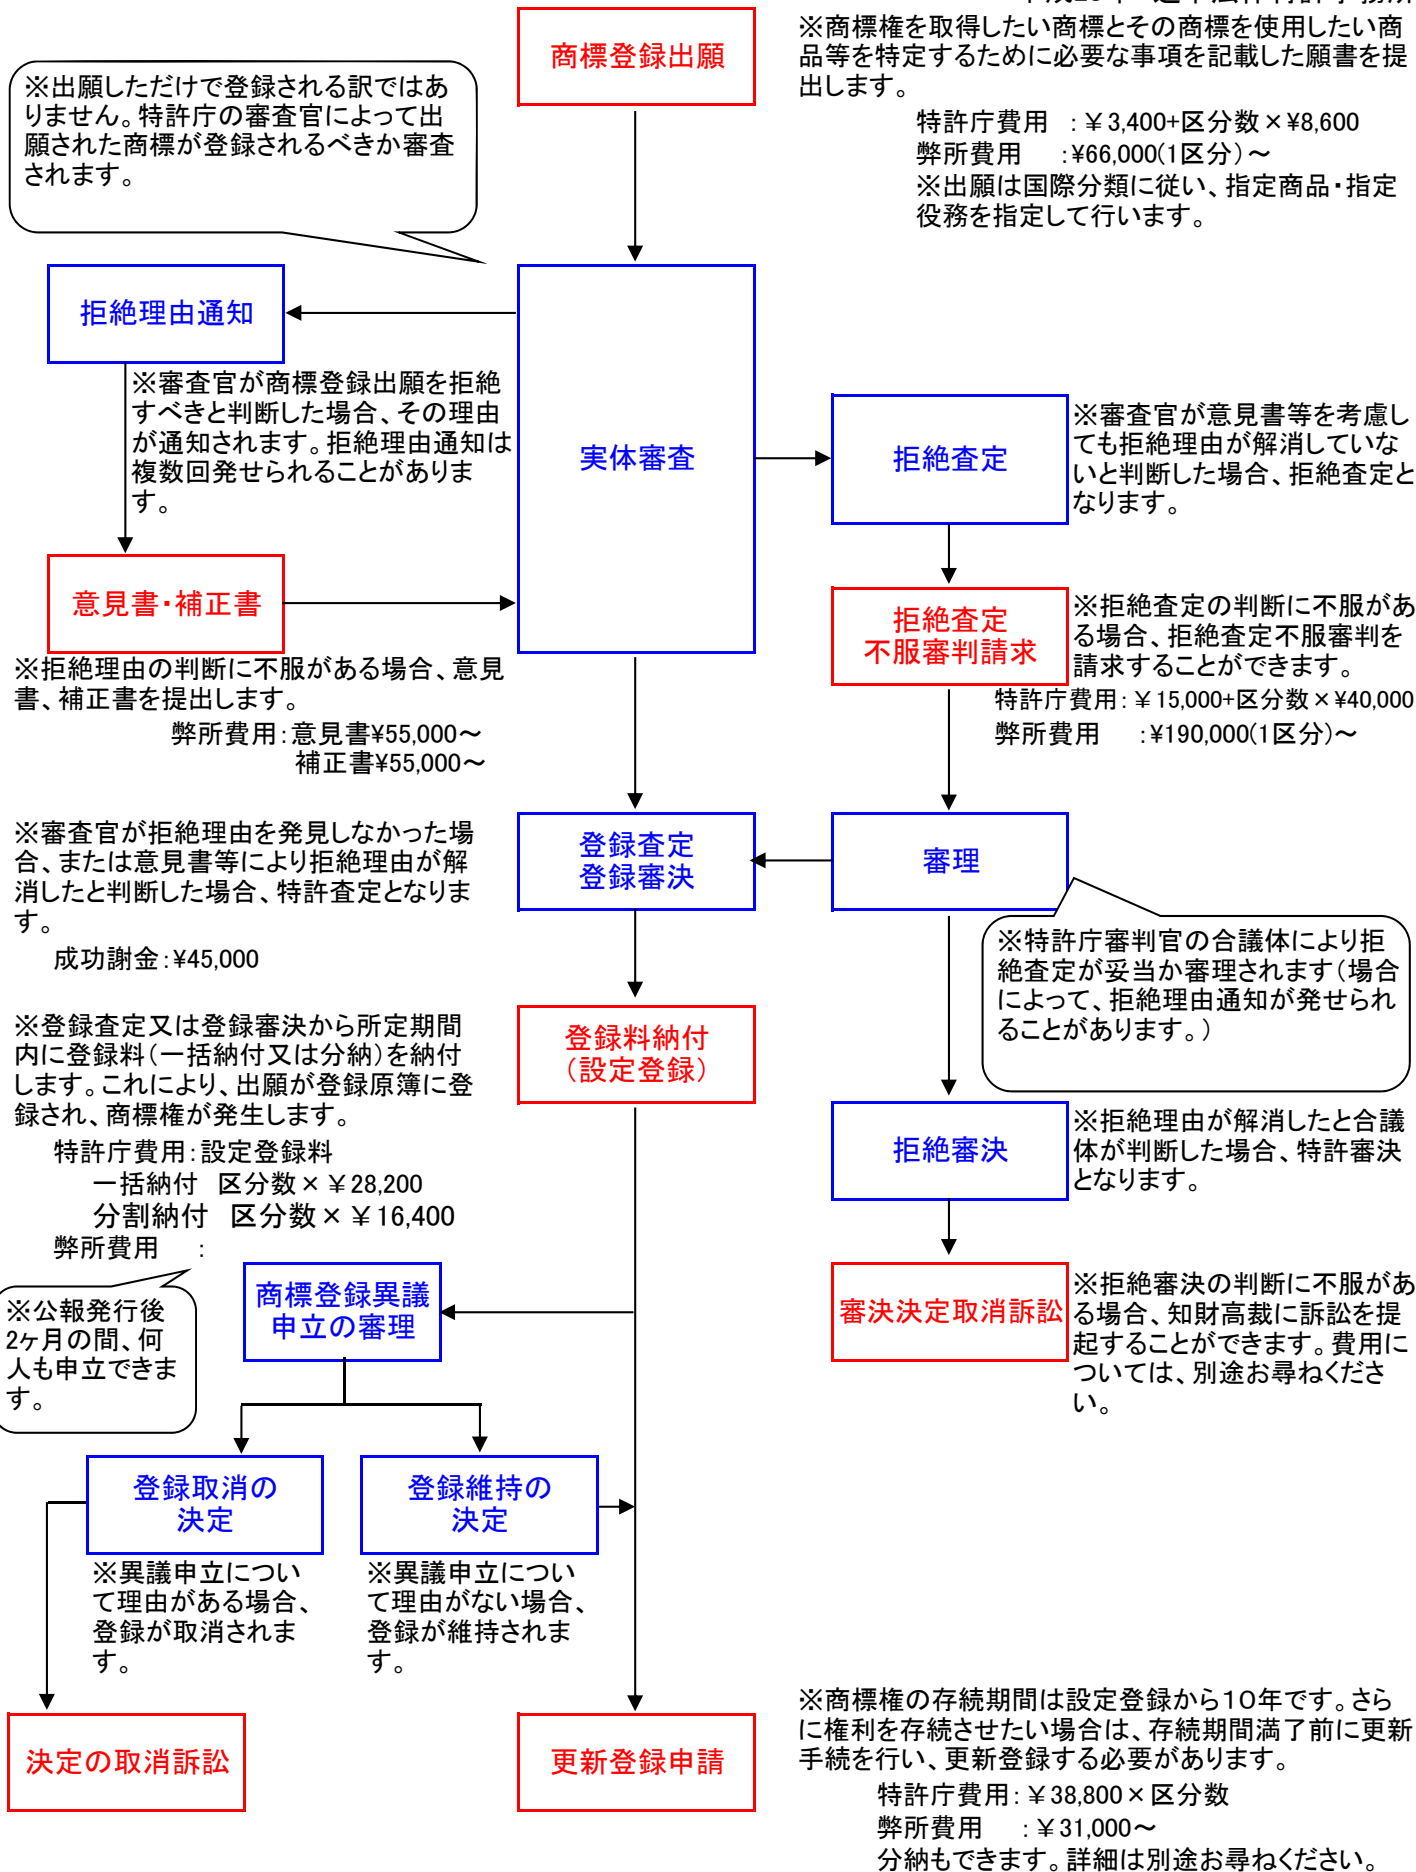 商標登録出願
※商標権を取得したい商標とその商標を使用したい商
品等を特定するために必要な事項を記載した願書を提
出します。
特許庁費用 :￥3,400+区分数×¥8,600
弊所費用 :¥66,000(1区分)～
※出願は国際分類に従い、指定商品・指定
役務を指定して行います。
※出願しただけで登録される訳ではあ
りません。特許庁の審査官によって出
願された商標が登録されるべきか審査
されます。
拒絶理由通知
※審査官が商標登録出願を拒絶
すべきと判断した場合、その理由
が通知されます。拒絶理由通知は
複数回発せられることがありま
す。
実体審査
拒絶査定
※審査官が意見書等を考慮し
ても拒絶理由が解消していな
いと判断した場合、拒絶査定と
なります。
意見書・補正書
※拒絶理由の判断に不服がある場合、意見
書、補正書を提出します。
弊所費用:意見書¥55,000～
補正書¥55,000～
拒絶査定
不服審判請求
※拒絶査定の判断に不服があ
る場合、拒絶査定不服審判を
請求することができます。
特許庁費用:￥15,000+区分数×¥40,000
弊所費用 :¥190,000(1区分)～
※審査官が拒絶理由を発見しなかった場
合、または意見書等により拒絶理由が解
消したと判断した場合、特許査定となりま
す。
成功謝金:¥45,000
登録査定
登録審決
審理
※特許庁審判官の合議体により拒
絶査定が妥当か審理されます(場合
によって、拒絶理由通知が発せられ
ることがあります。)
※登録査定又は登録審決から所定期間
内に登録料(一括納付又は分納)を納付
します。これにより、出願が登録原簿に登
録され、商標権が発生します。
特許庁費用:設定登録料
一括納付 区分数×￥28,200
分割納付 区分数×￥16,400
弊所費用 :
登録料納付
(設定登録)
拒絶審決
※拒絶理由が解消したと合議
体が判断した場合、特許審決
となります。
※公報発行後
2ヶ月の間、何
人も申立できま
す。
商標登録異議
申立の審理
審決決定取消訴訟
※拒絶審決の判断に不服があ
る場合、知財高裁に訴訟を提
起することができます。費用に
ついては、別途お尋ねくださ
い。
登録取消の
決定
※異議申立につい
て理由がある場合、
登録が取消されま
す。
登録維持の
決定
※異議申立につい
て理由がない場合、
登録が維持されま
す。
決定の取消訴訟
更新登録申請
※商標権の存続期間は設定登録から１０年です。さら
に権利を存続させたい場合は、存続期間満了前に更新
手続を行い、更新登録する必要があります。
特許庁費用:￥38,800×区分数
弊所費用 :￥31,000～
分納もできます。詳細は別途お尋ねください。